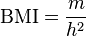 BMI = m / h²